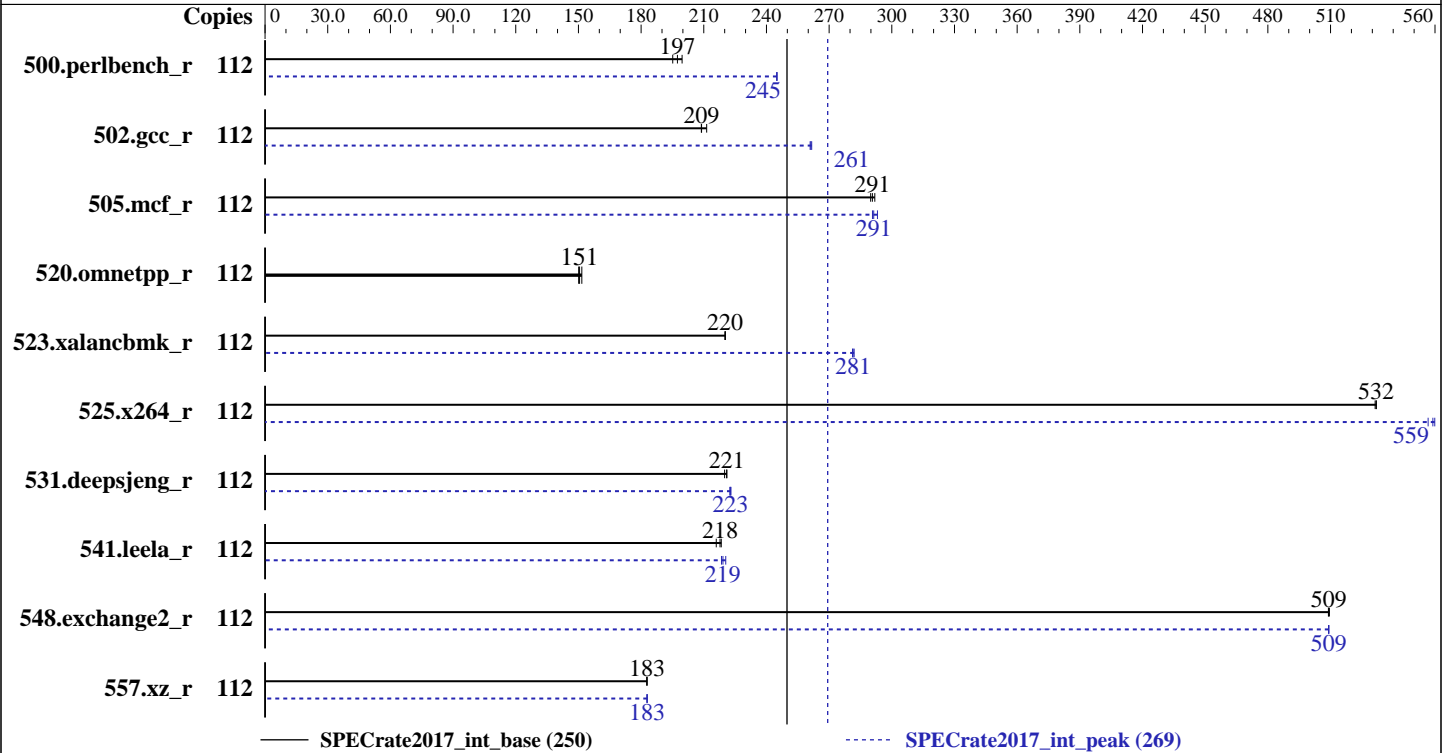 Copies 0 30.0 60.0 90.0 120 150 180 210 240 270 300 330 360 390 420 450 480 510 560
197
500.perlbench_r 112
245
209
502.gcc_r 112
261
291
505.mcf_r 112
291
151
520.omnetpp_r 112
220
523.xalancbmk_r 112
281
532
525.x264_r 112
559
221
531.deepsjeng_r 112
223
218
541.leela_r 112
219
509
548.exchange2_r 112
509
183
557.xz_r 112
183
SPECrate2017_int_base (250) SPECrate2017_int_peak (269)